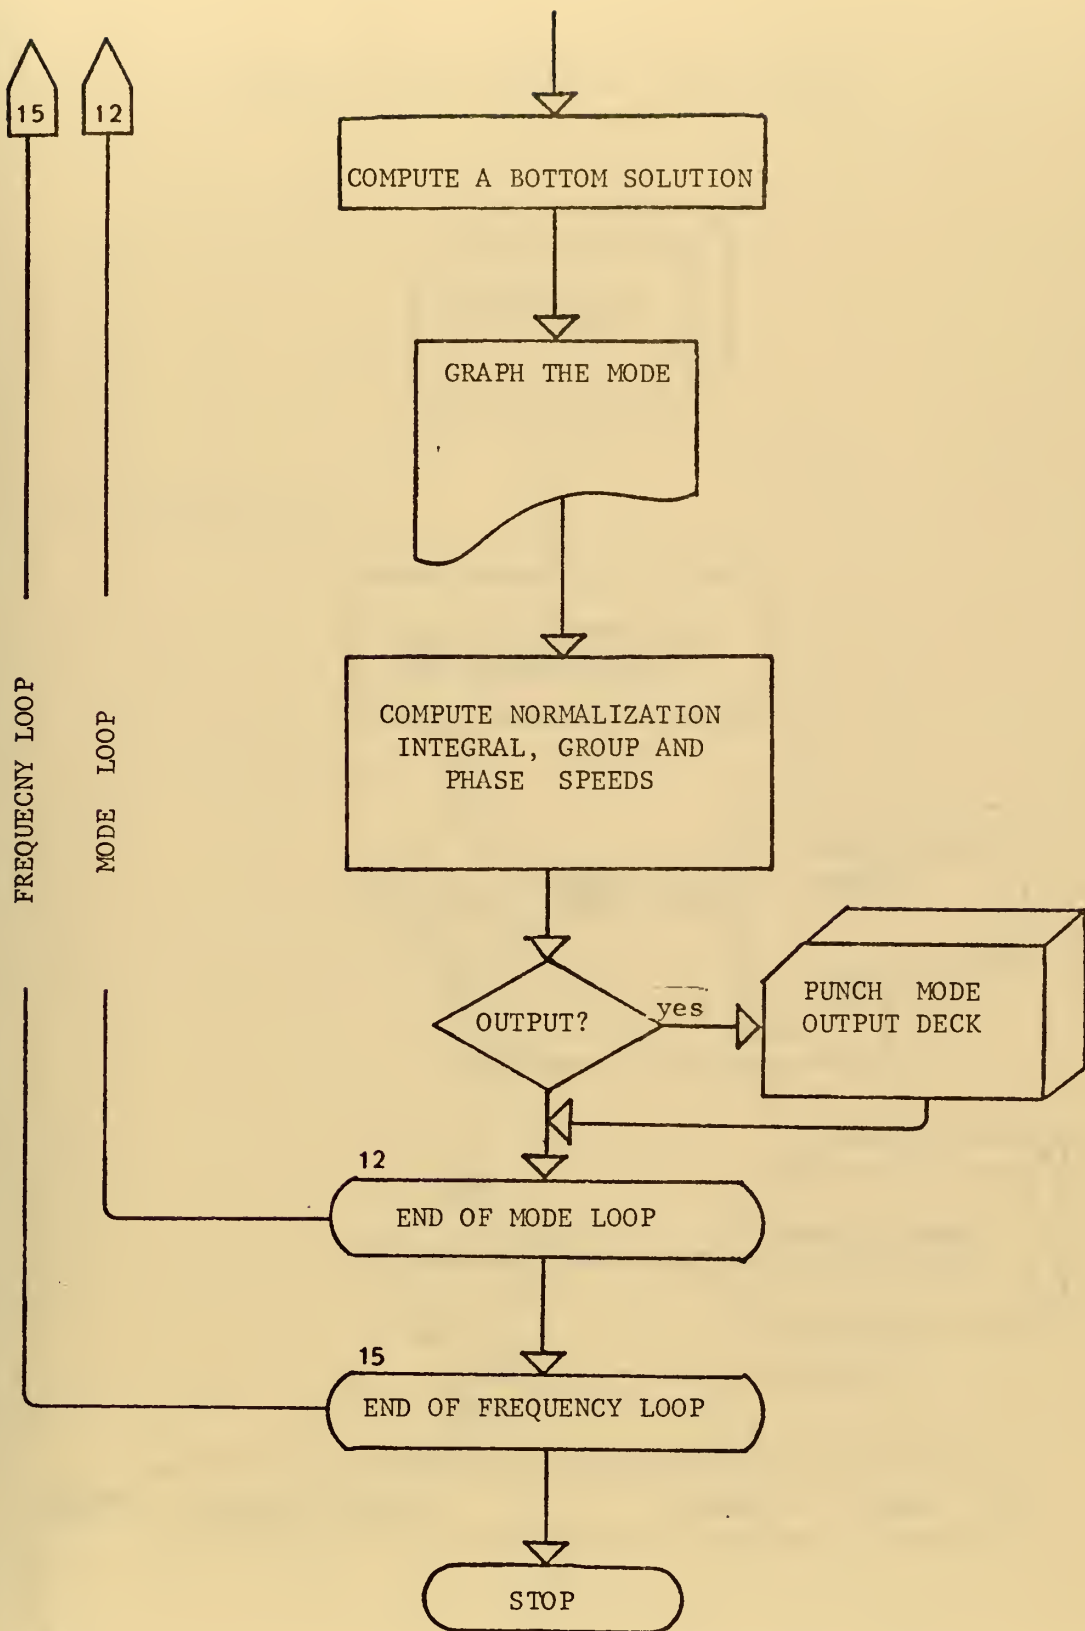 15
12
COMPUTE A BOTTOM SOLUTION
GRAPH THE MODE
FREQUECNY LOOP
MODE LOOP
COMPUTE NORMALIZATION
INTEGRAL, GROUP AND
PHASE SPEEDS
OUTPUT?
yes
PUNCH MODE
OUTPUT DECK
12
END OF MODE LOOP
15
END OF FREQUENCY LOOP
STOP